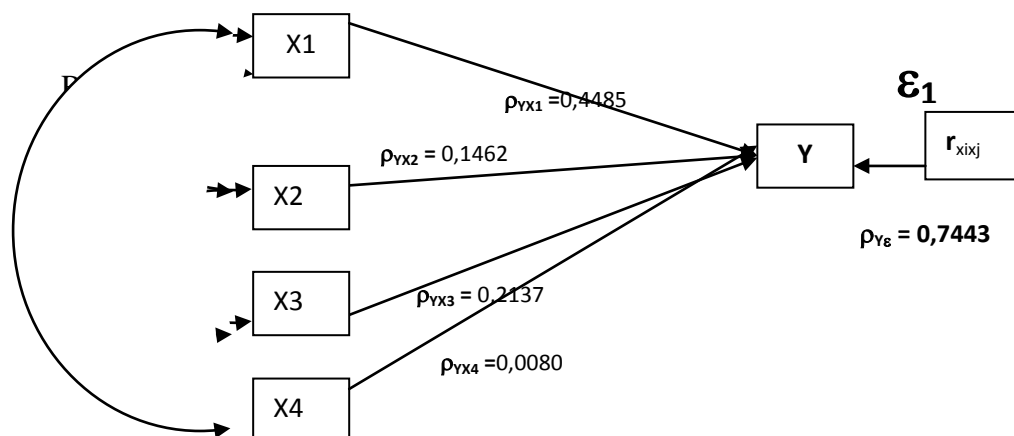 X1
ε1
ρYX1 =0,4485
Y
rxixj
ρYX2 = 0,1462
X2
ρYε = 0,7443
X3
ρYX3 = 0,2137
ρYX4 =0,0080
X4